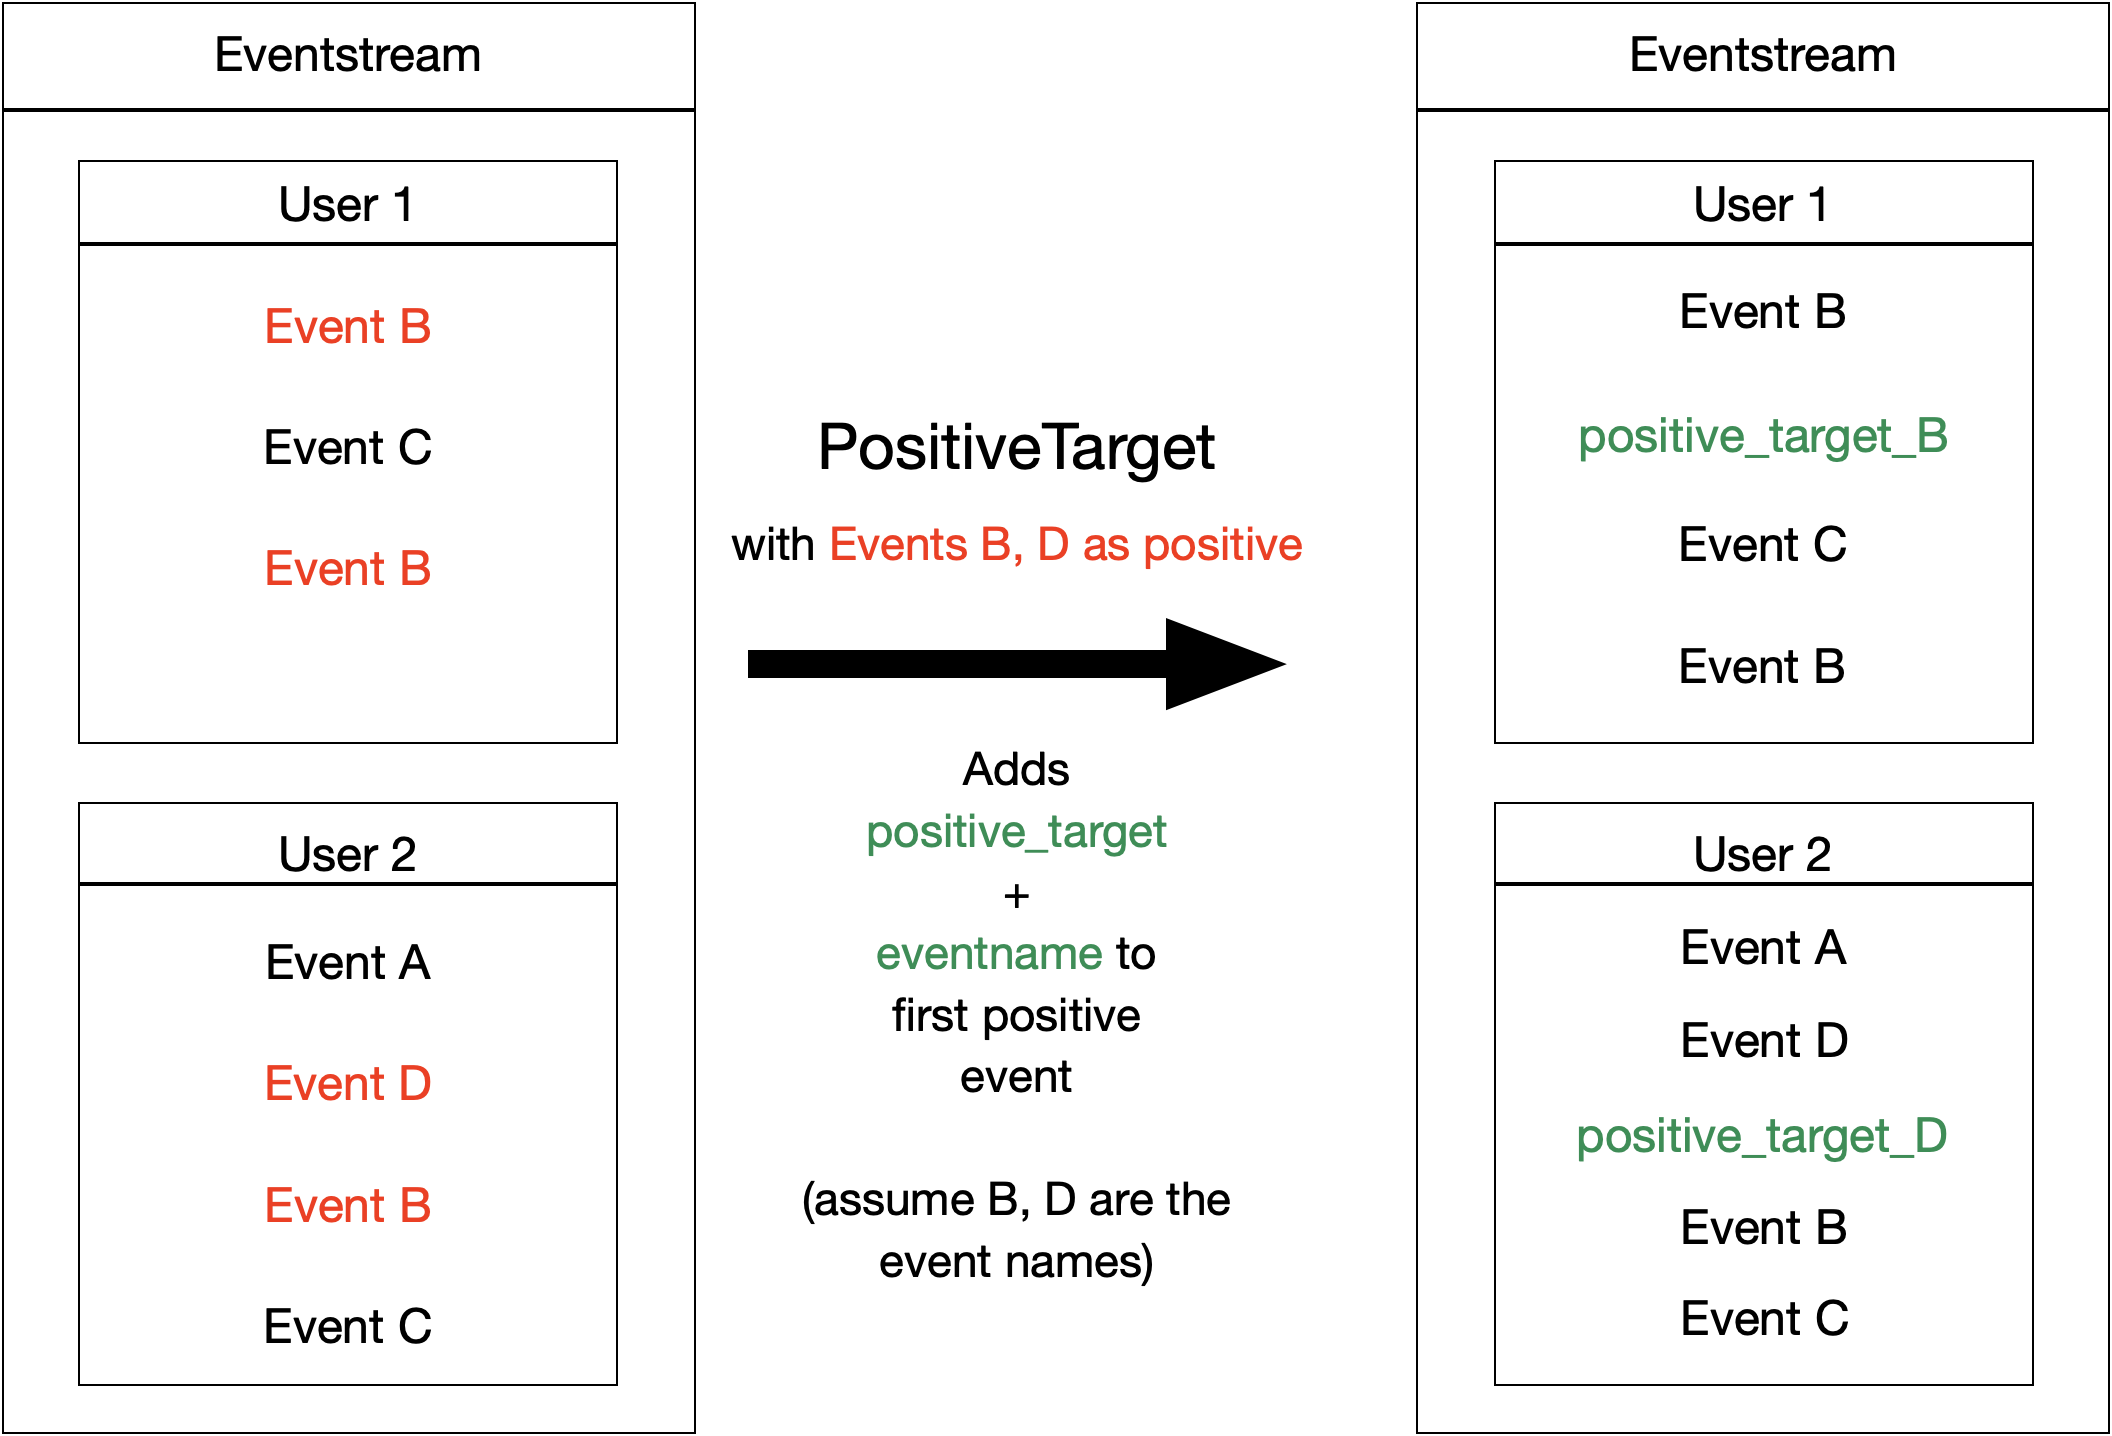 Eventstream
User 1
Event B
Event C
Event B
User 2
Event A
Event D
Event B
Event C
PositiveTarget
with Events B, D as positive
Adds
positive_target
+
eventname to
first positive
event
(assume B, D are the
event names)
Eventstream
User 1
Event B
positive_target_B
Event C
Event B
User 2
Event A
Event D
positive_target_D
Event B
Event C